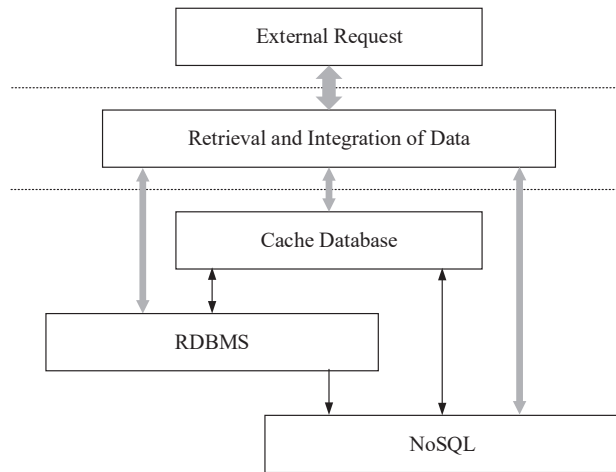 External Request
Retrieval and Integration of Data
Cache Database
RDBMS
NoSQL